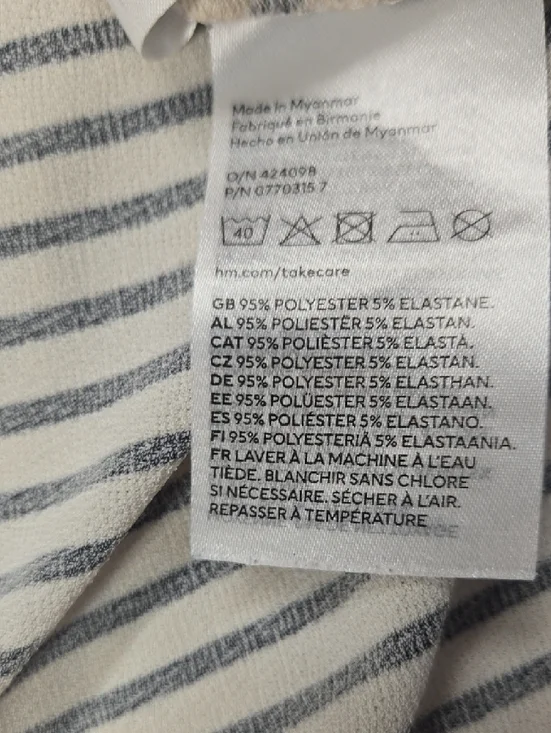 Made in Myanmar
Fabriqué en Birmanie
Hecho en Unión de Myanmar
O/N 424098
P/N 0770315 7
40
hm.com/takecare
GB 95% POLYESTER 5% ELASTANE.
AL 95% POLIESTËR 5% ELASTAN.
CAT 95% POLIÈSTER 5% ELASTA.
CZ 95% POLYESTER 5% ELASTAN.
DE 95% POLYESTER 5% ELASTHAN.
EE 95% POLÜESTER 5% ELASTAAN.
ES 95% POLIÉSTER 5% ELASTANO.
FI 95% POLYESTERIÄ 5% ELASTAANIA.
FR LAVER À LA MACHINE À L'EAU
TIÈDE. BLANCHIR SANS CHLORE
SI NÉCESSAIRE. SÉCHER À L'AIR.
REPASSER À TEMPÉRATURE